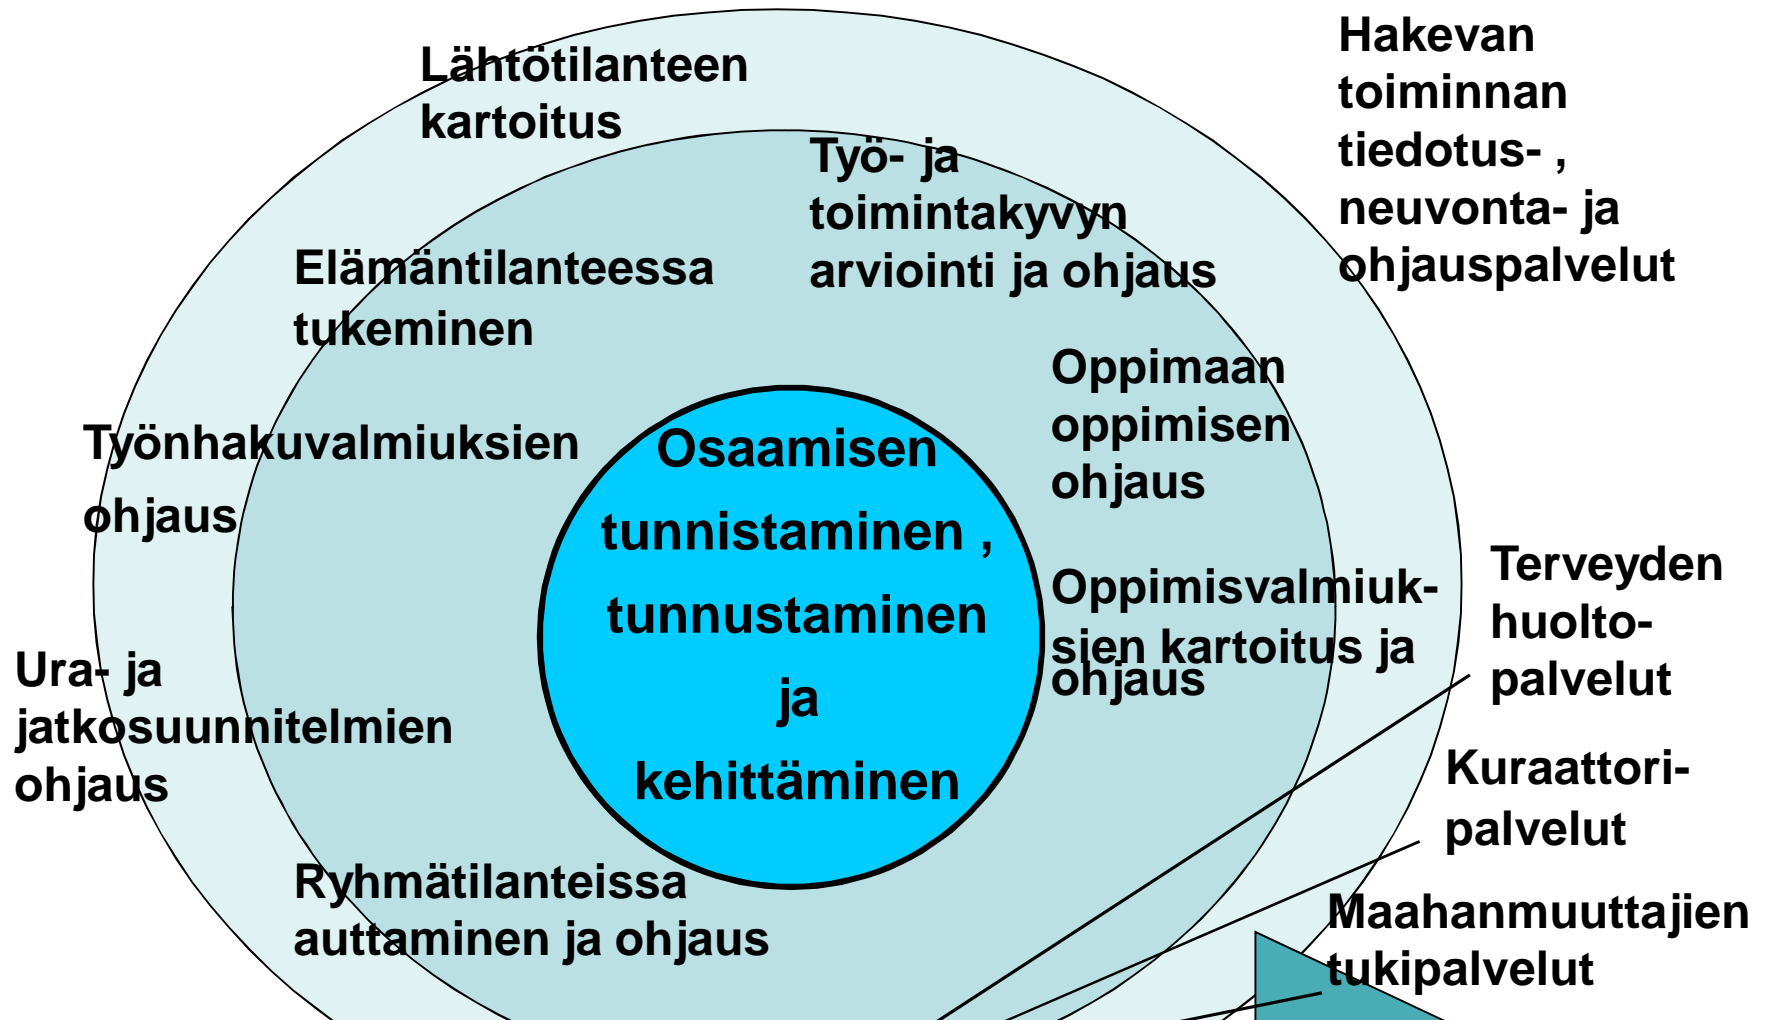 Lähtötilanteen
kartoitus
Hakevan
toiminnan
tiedotus- ,
neuvonta- ja
ohjauspalvelut
Työ- ja
toimintakyvyn
arviointi ja ohjaus
Elämäntilanteessa
tukeminen
Oppimaan
oppimisen
ohjaus
Työnhakuvalmiuksien
ohjaus
Osaamisen
tunnistaminen ,
tunnustaminen
ja
kehittäminen
Oppimisvalmiuk-
sien kartoitus ja
ohjaus
Terveyden
huolto-
palvelut
Ura- ja
jatkosuunnitelmien
ohjaus
Kuraattori-
palvelut
Ryhmätilanteissa
auttaminen ja ohjaus
Maahanmuuttajien
tukipalvelut